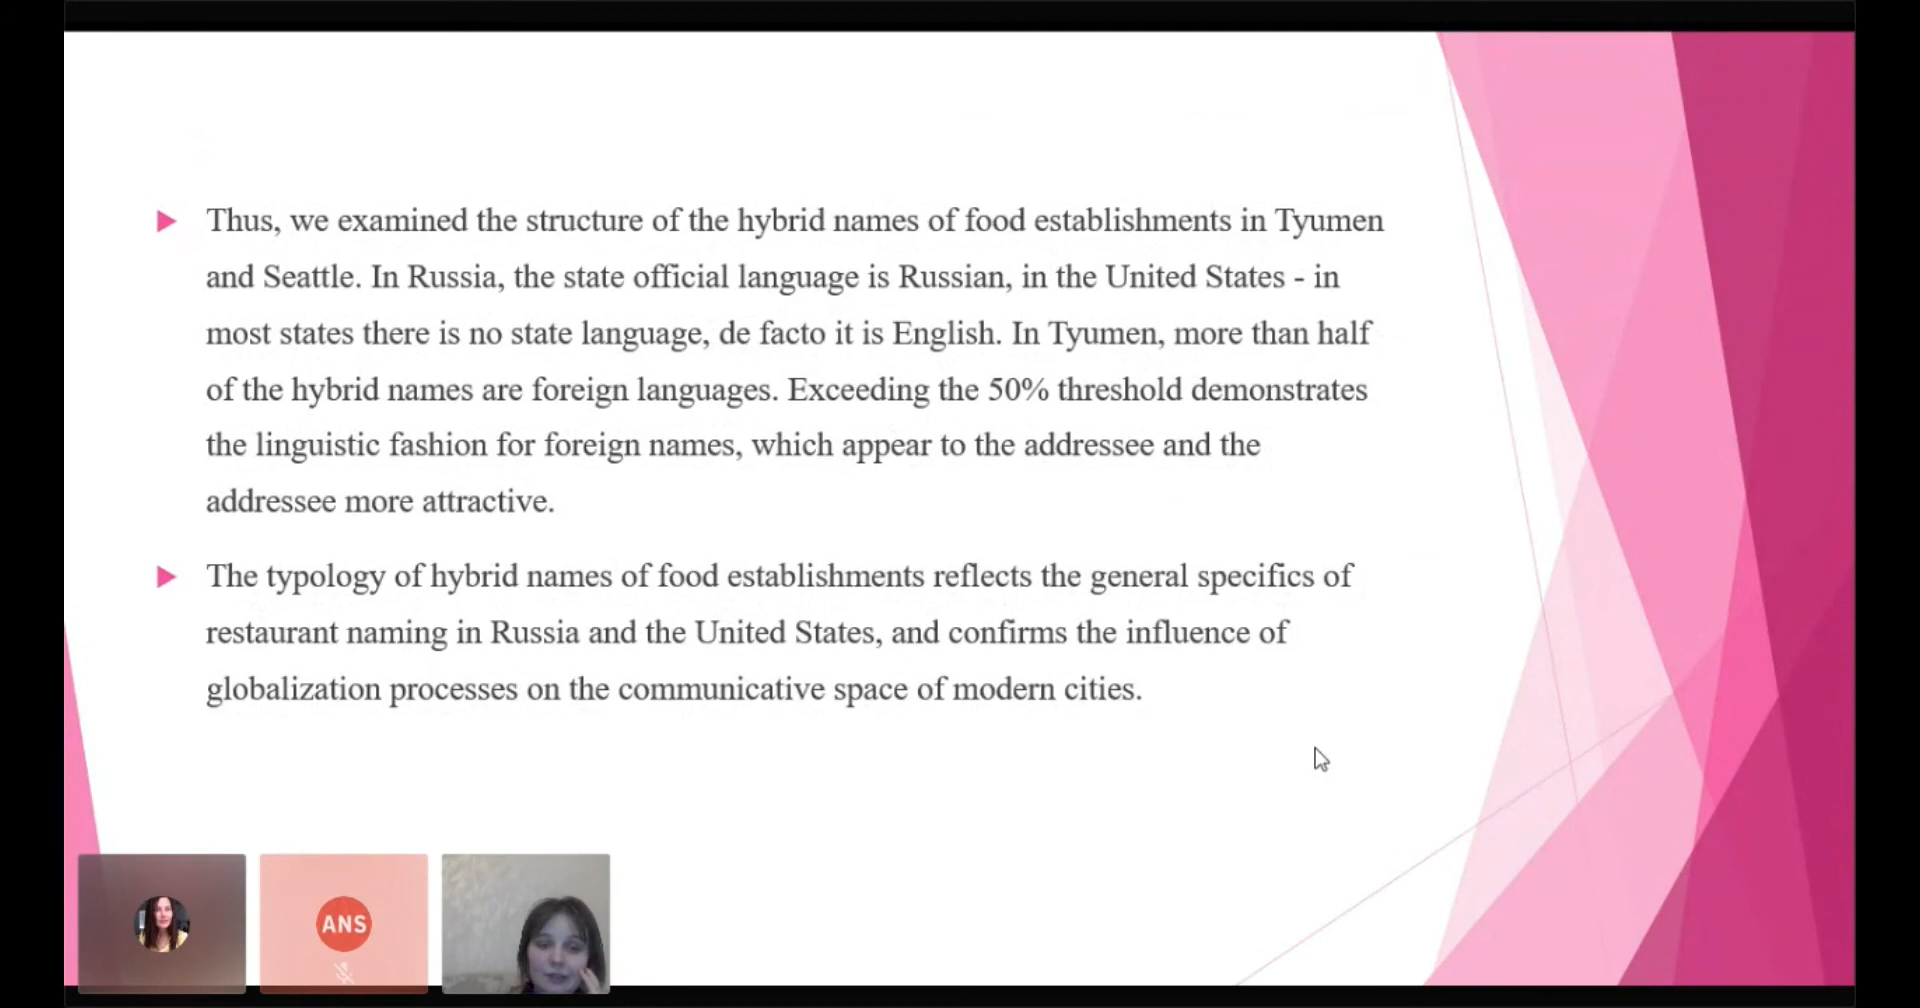 Thus, we examined the structure of the hybrid names of food establishments in Tyumen
and Seattle. In Russia, the state official language is Russian, in the United States - in
most states there is no state language, de facto it is English. In Tyumen, more than half
of the hybrid names are foreign languages. Exceeding the 50% threshold demonstrates
the linguistic fashion for foreign names, which appear to the addressee and the
addressee more attractive.
The typology of hybrid names of food establishments reflects the general specifics of
restaurant naming in Russia and the United States, and confirms the influence of
globalization processes on the communicative space of modern cities.
ANS